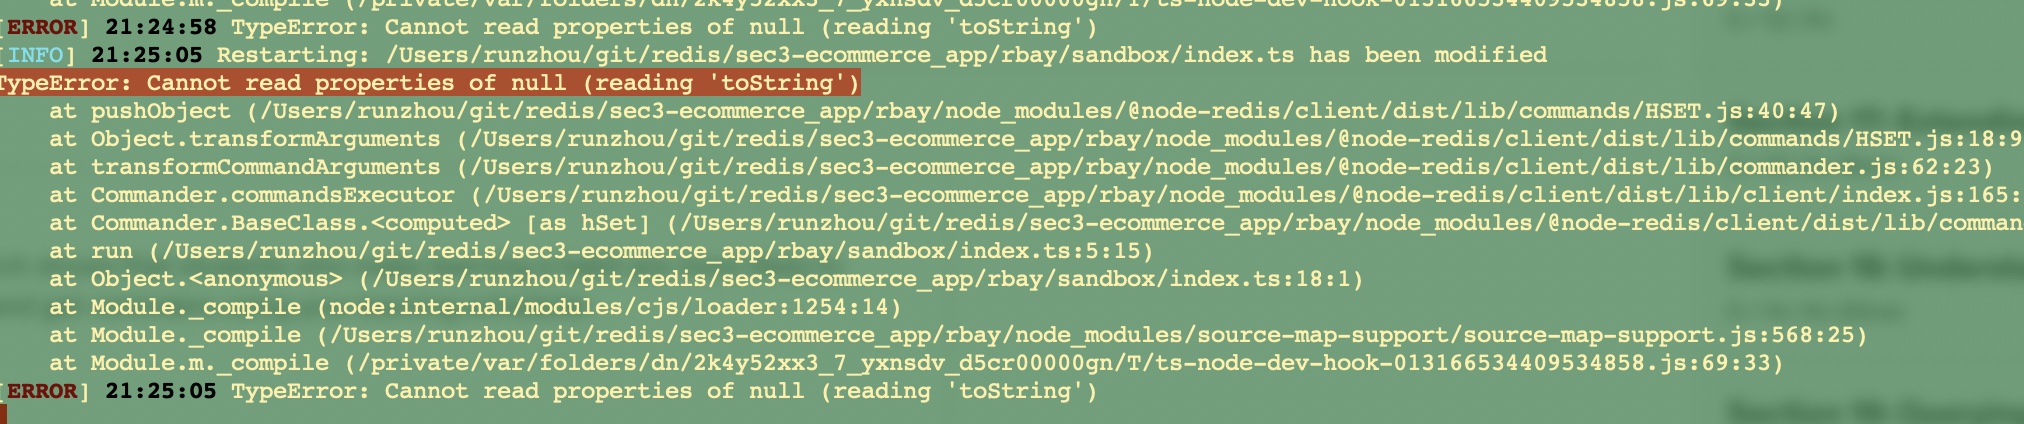 at Module.m._compile (/private/var/folders/dn/2k4y52xx3_7_yxnsdv_d5cr00000gn/T/ts-node-dev-hook-013166534409534858.js:69:33)
[ERROR] 21:24:58 TypeError: Cannot read properties of null (reading 'toString')
[INFO] 21:25:05 Restarting: /Users/runzhou/git/redis/sec3-ecommerce_app/rbay/sandbox/index.ts has been modified
TypeError: Cannot read properties of null (reading 'toString')
at pushObject (/Users/runzhou/git/redis/sec3-ecommerce_app/rbay/node_modules/@node-redis/client/dist/lib/commands/HSET.js:40:47)
at Object.transformArguments (/Users/runzhou/git/redis/sec3-ecommerce_app/rbay/node_modules/@node-redis/client/dist/lib/commands/HSET.js:18:9
at transformCommandArguments (/Users/runzhou/git/redis/sec3-ecommerce_app/rbay/node_modules/@node-redis/client/dist/lib/commander.js:62:23)
at Commander.commandsExecutor (/Users/runzhou/git/redis/sec3-ecommerce_app/rbay/node_modules/@node-redis/client/dist/lib/client/index.js:165:
at Commander.BaseClass.<computed> [as hSet] (/Users/runzhou/git/redis/sec3-ecommerce_app/rbay/node_modules/@node-redis/client/dist/lib/comman
at run (/Users/runzhou/git/redis/sec3-ecommerce_app/rbay/sandbox/index.ts:5:15)
at Object.<anonymous> (/Users/runzhou/git/redis/sec3-ecommerce_app/rbay/sandbox/index.ts:18:1)
at Module._compile (node:internal/modules/cjs/loader:1254:14)
at Module._compile (/Users/runzhou/git/redis/sec3-ecommerce_app/rbay/node_modules/source-map-support/source-map-support.js:568:25)
at Module.m._compile (/private/var/folders/dn/2k4y52xx3_7_yxnsdv_d5cr00000gn/T/ts-node-dev-hook-013166534409534858.js:69:33)
[ERROR] 21:25:05 TypeError: Cannot read properties of null (reading 'toString')